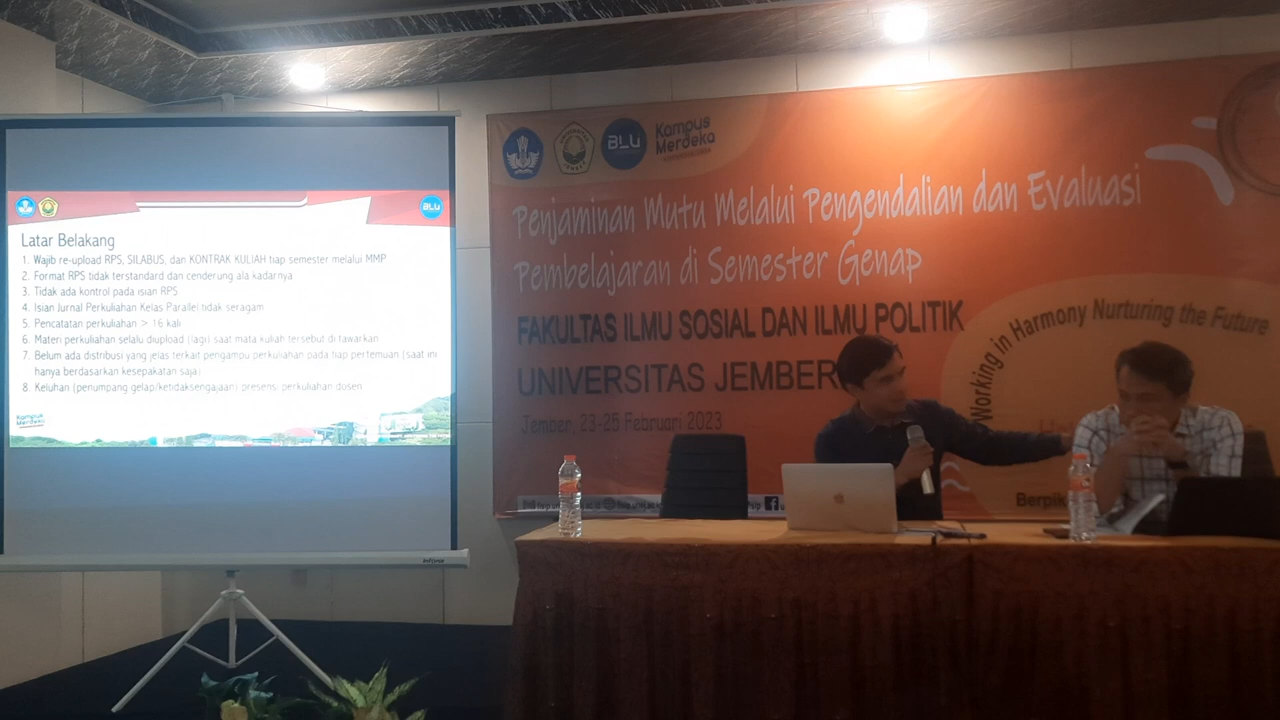 BLU
Latar Belakang
1. Wajib re-upload RPS, SILABUS, dan KONTRAK KULIAH tiap semester melalui MMP
2. Format RPS tidak terstandard dan cenderung ala kadarnya
3. Tidak ada kontrol pada isian RPS
4. Isian Jurnal Perkuliahan Kelas Parallel tidak seragam
5. Pencatatan perkuliahan > 16 kali
6. Materi perkuliahan selalu diupload (lagi) saat mata kuliah tersebut di tawarkan
7. Belum ada distribusi yang jelas terkait pengampu perkuliahan pada tiap pertemuan (saat ini
hanya berdasarkan kesepakatan saja)
8. Keluhan (penumpang gelap/ketidaksengajaan) presensi perkuliahan dosen
Kampus
Merdeka
infocus
UNIVERSITAS
JEMBER
BLU
Kampus
Merdeka
Penjaminan Mutu Melalui Pengendalian dan Evaluasi
Pembelajaran di Semester Genap
FAKULTAS ILMU SOSIAL DAN ILMU POLITIK
UNIVERSITAS JEMBER
Jember, 23-25 Februari 2023
Working in Harmony Nurturing the Future
Berpik